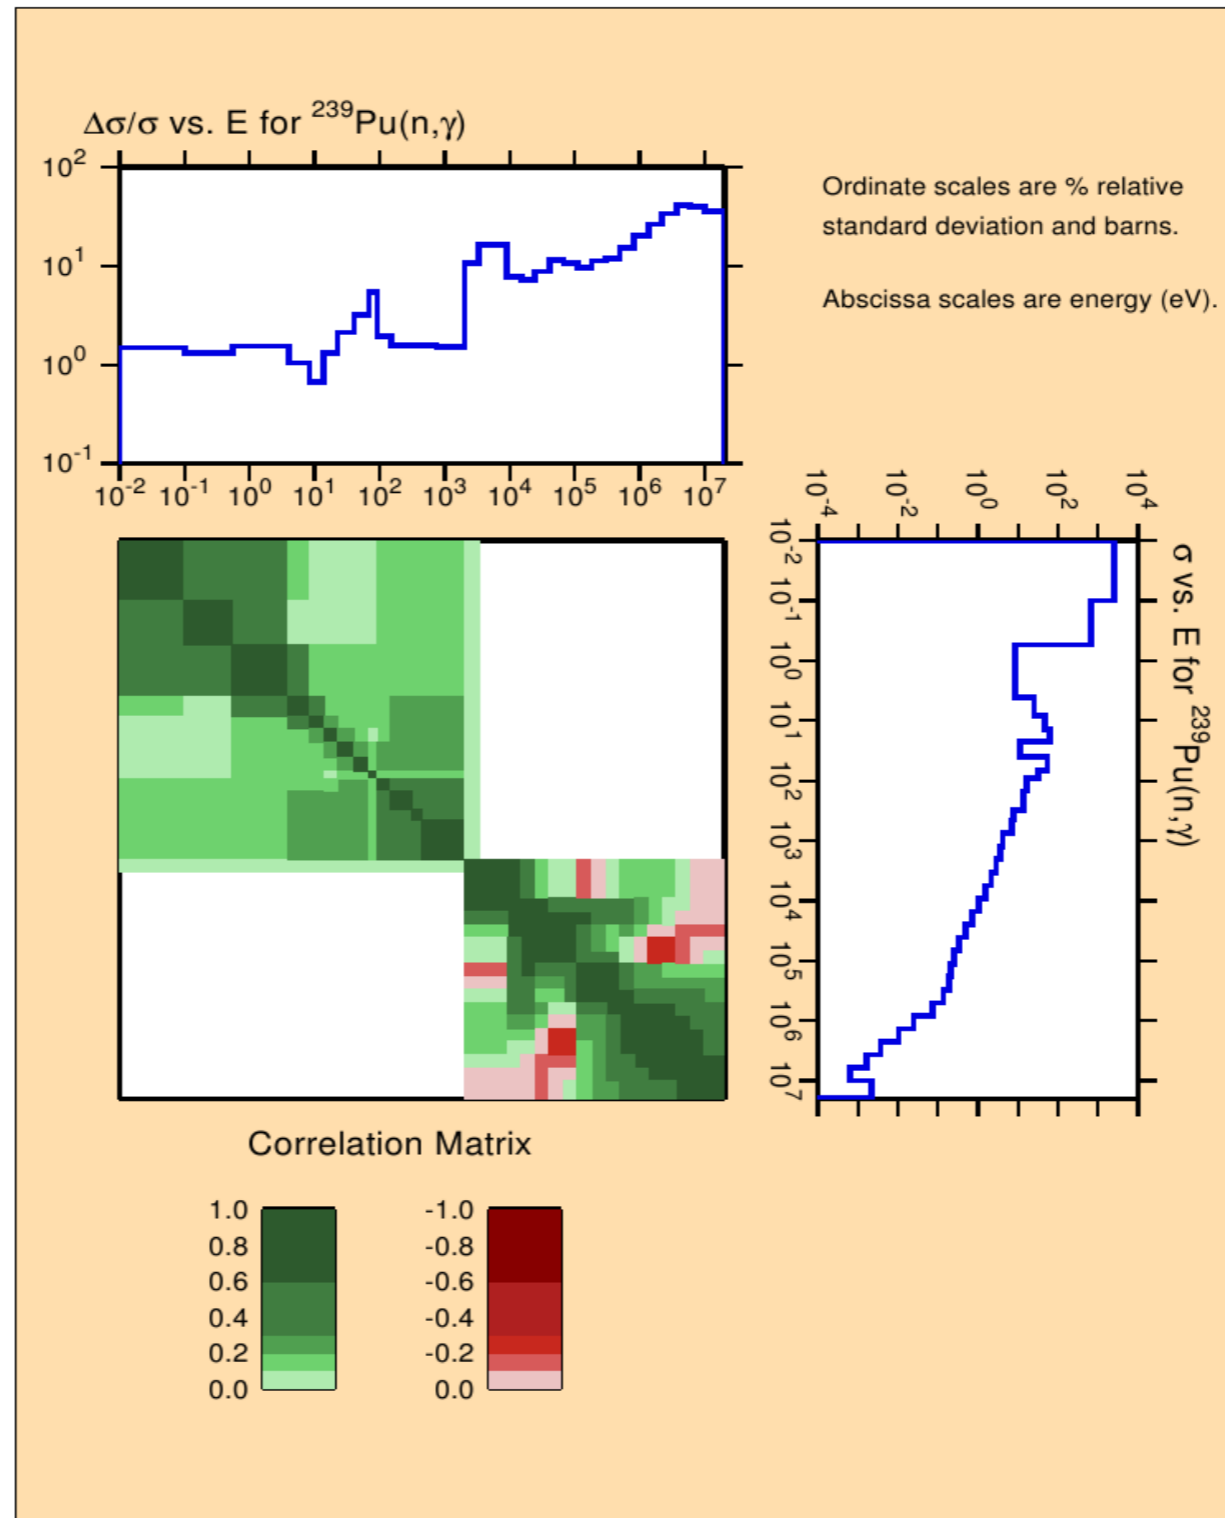 Δσ/σ vs. E for ²³⁹Pu(n,γ)
10²
10¹
10⁰
10⁻¹
10⁻² 10⁻¹ 10⁰ 10¹ 10² 10³ 10⁴ 10⁵ 10⁶ 10⁷
Ordinate scales are % relative
standard deviation and barns.
Abscissa scales are energy (eV).
10⁻⁴ 10⁻² 10⁰ 10² 10⁴
10⁻²
10⁻¹
10⁰
10¹
10²
10³
10⁴
10⁵
10⁶
10⁷
σ vs. E for ²³⁹Pu(n,γ)
Correlation Matrix
1.0 -1.0
0.8 -0.8
0.6 -0.6
0.4 -0.4
0.2 -0.2
0.0 0.0